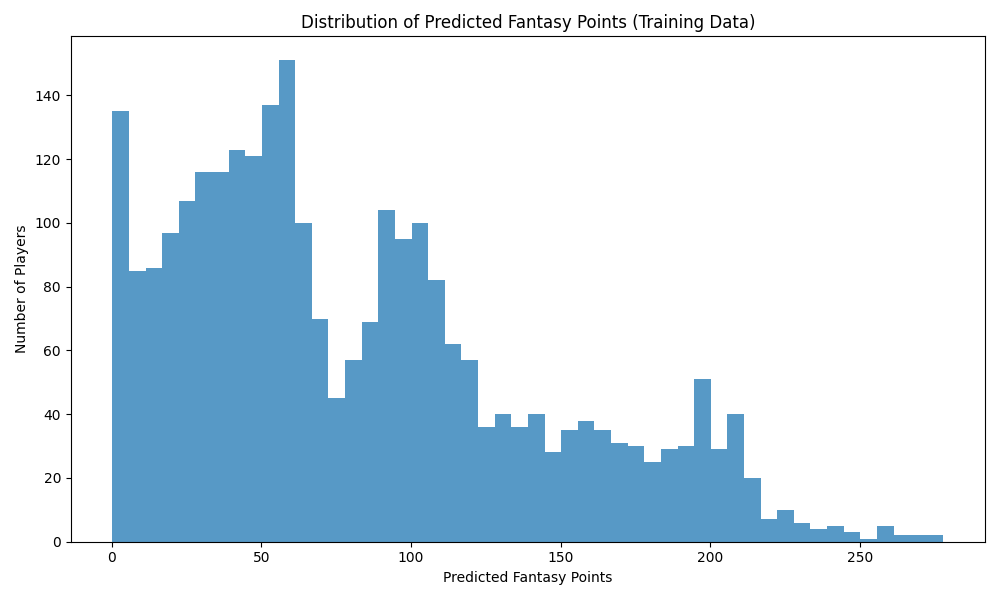 Distribution of Predicted Fantasy Points (Training Data)
Number of Players
140
120
100
80
60
40
20
0
0 50 100 150 200 250
Predicted Fantasy Points